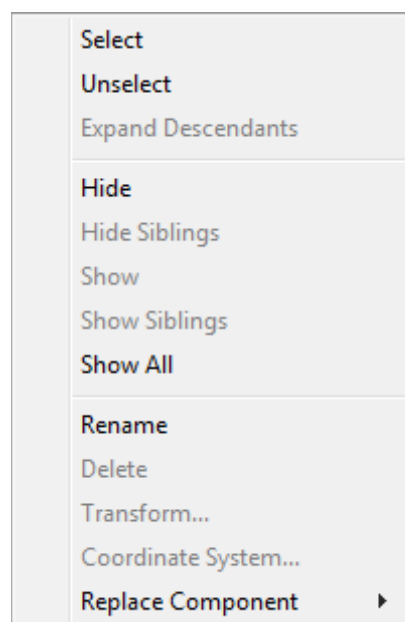 Select
Unselect
Expand Descendants
Hide
Hide Siblings
Show
Show Siblings
Show All
Rename
Delete
Transform...
Coordinate System...
Replace Component